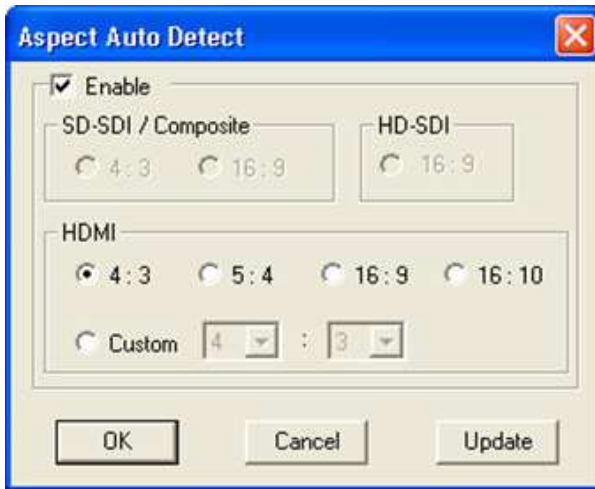 Aspect Auto Detect
Enable
SD-SDI / Composite
HD-SDI
4 : 3 16 : 9
16 : 9
HDMI
4 : 3 5 : 4 16 : 9 16 : 10
Custom 4 : 3
OK Cancel Update